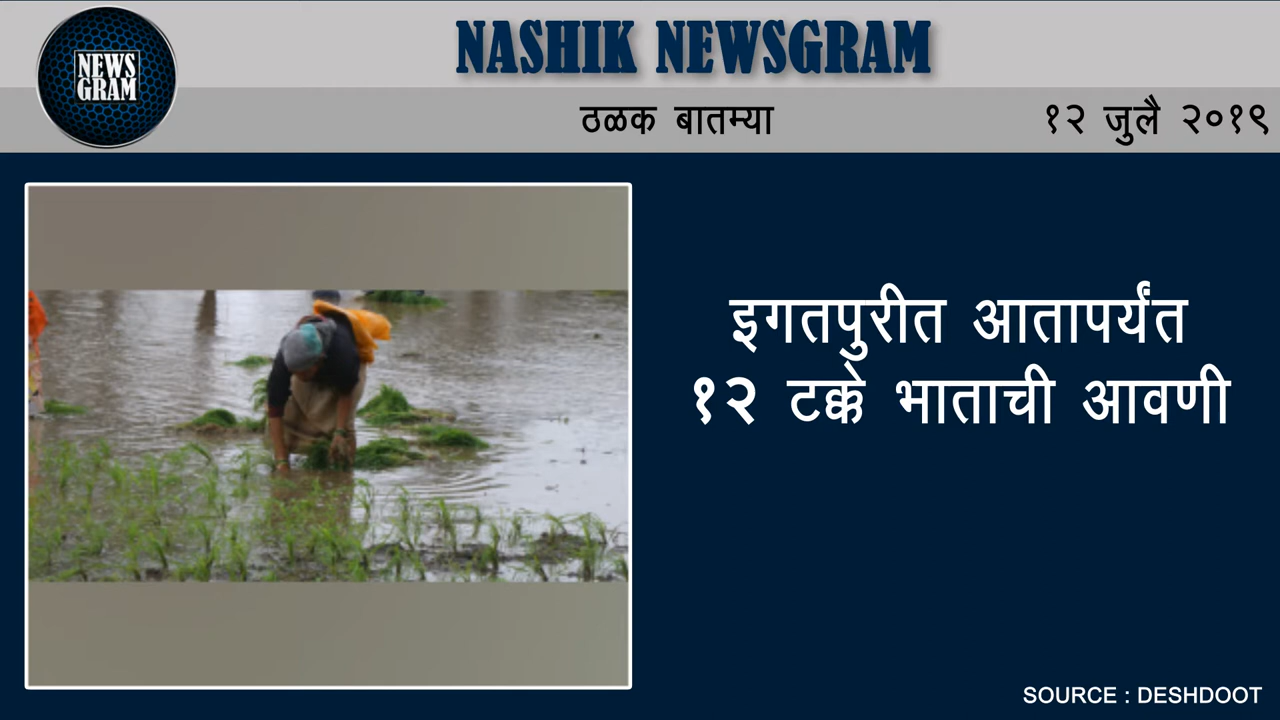 NEWS
GRAM
NASHIK NEWSGRAM
ठळक बातम्या
१२ जुलै २०१९
इगतपुरीत आतापर्यंत
१२ टक्के भाताची आवणी
SOURCE : DESHDOOT